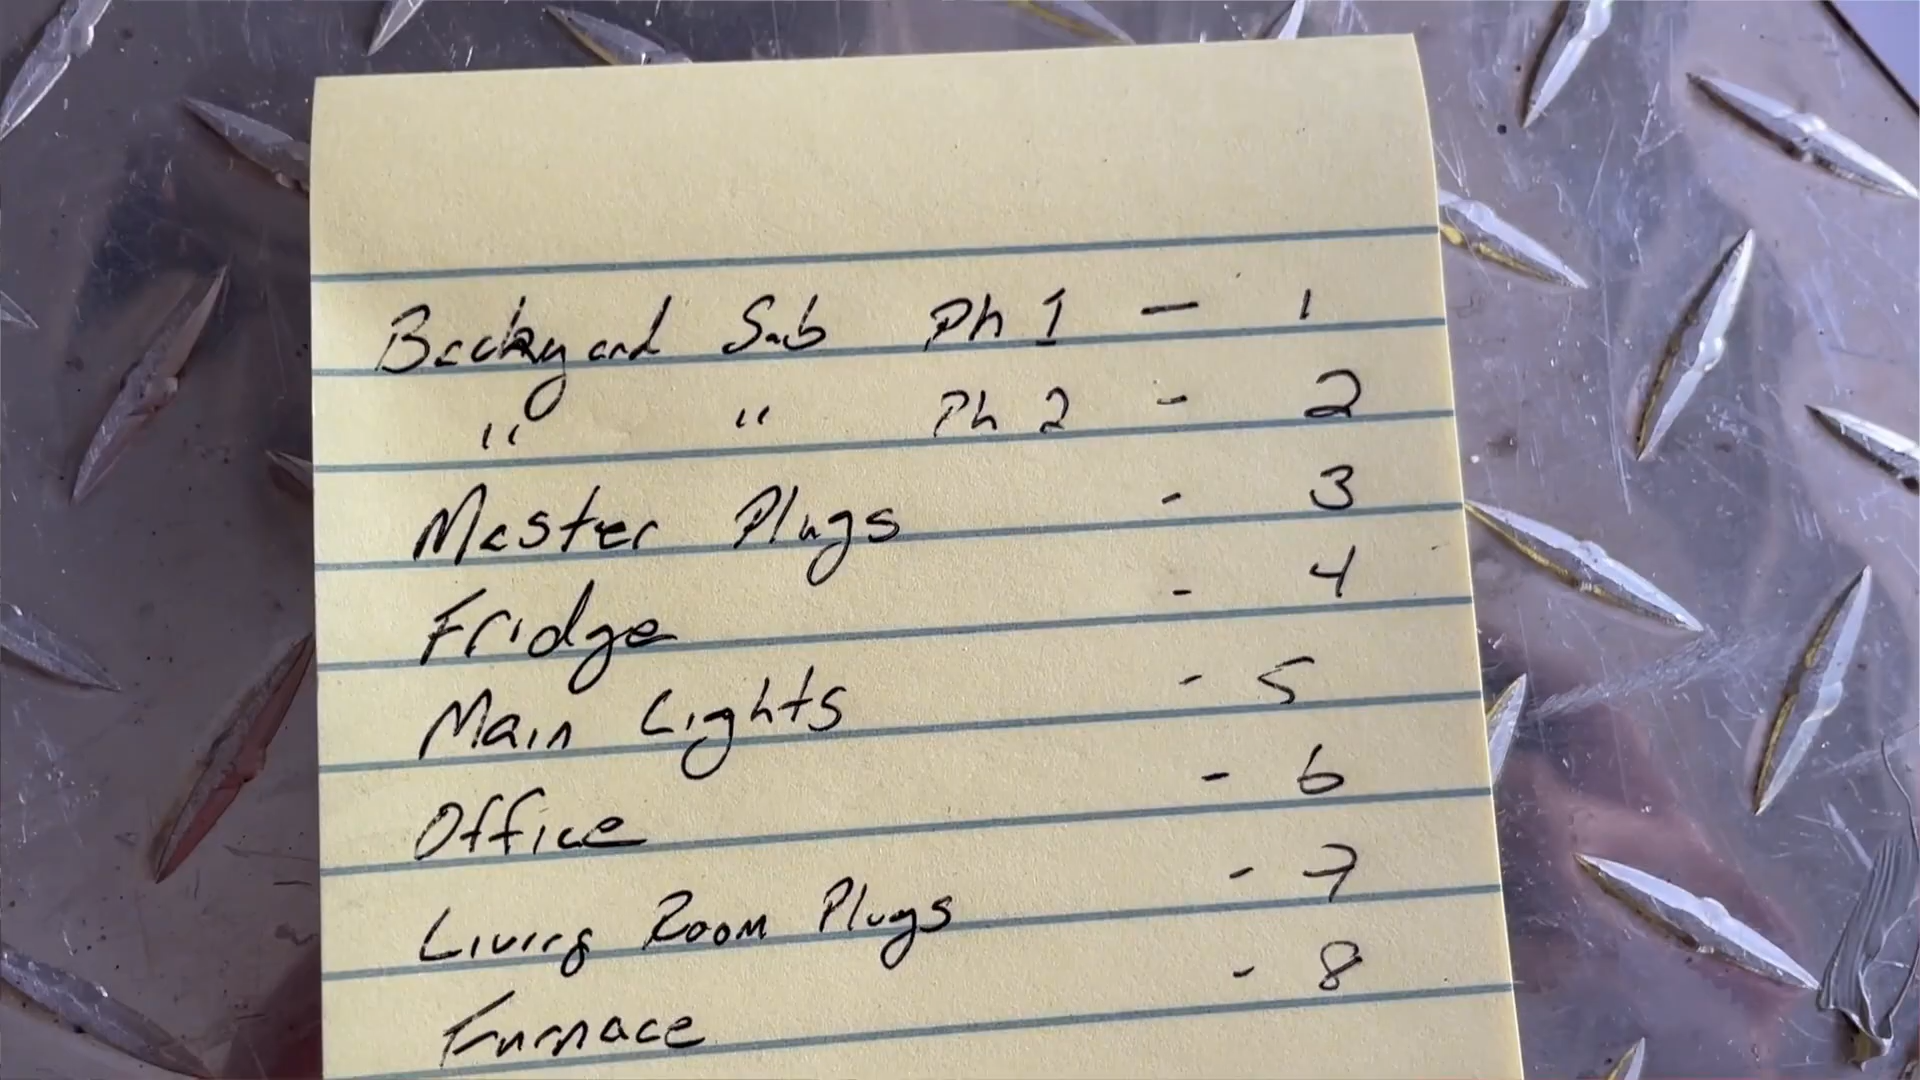 Backyard Sub Ph 1 — 1
" " Ph 2 - 2
Master Plugs - 3
Fridge - 4
Main Lights - 5
Office - 6
Living Room Plugs - 7
Furnace - 8